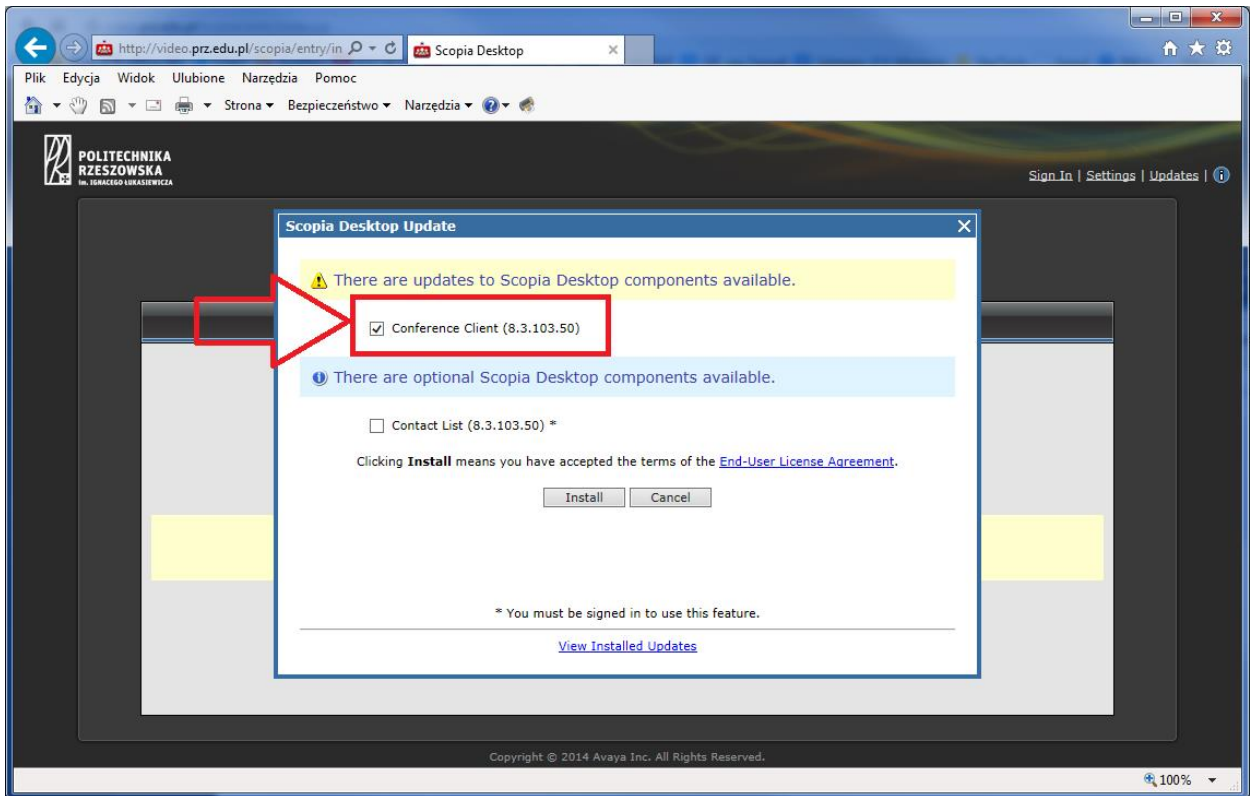 http://video.prz.edu.pl/scopia/entry/in
Scopia Desktop
Plik Edycja Widok Ulubione Narzędzia Pomoc
Strona Bezpieczeństwo Narzędzia
POLITECHNIKA
RZESZOWSKA
im. IGNACEGO ŁUKASIEWICZA
Sign In | Settings | Updates |
Scopia Desktop Update
There are updates to Scopia Desktop components available.
Conference Client (8.3.103.50)
There are optional Scopia Desktop components available.
Contact List (8.3.103.50) *
Clicking Install means you have accepted the terms of the End-User License Agreement.
Install Cancel
* You must be signed in to use this feature.
View Installed Updates
Copyright © 2014 Avaya Inc. All Rights Reserved.
100%